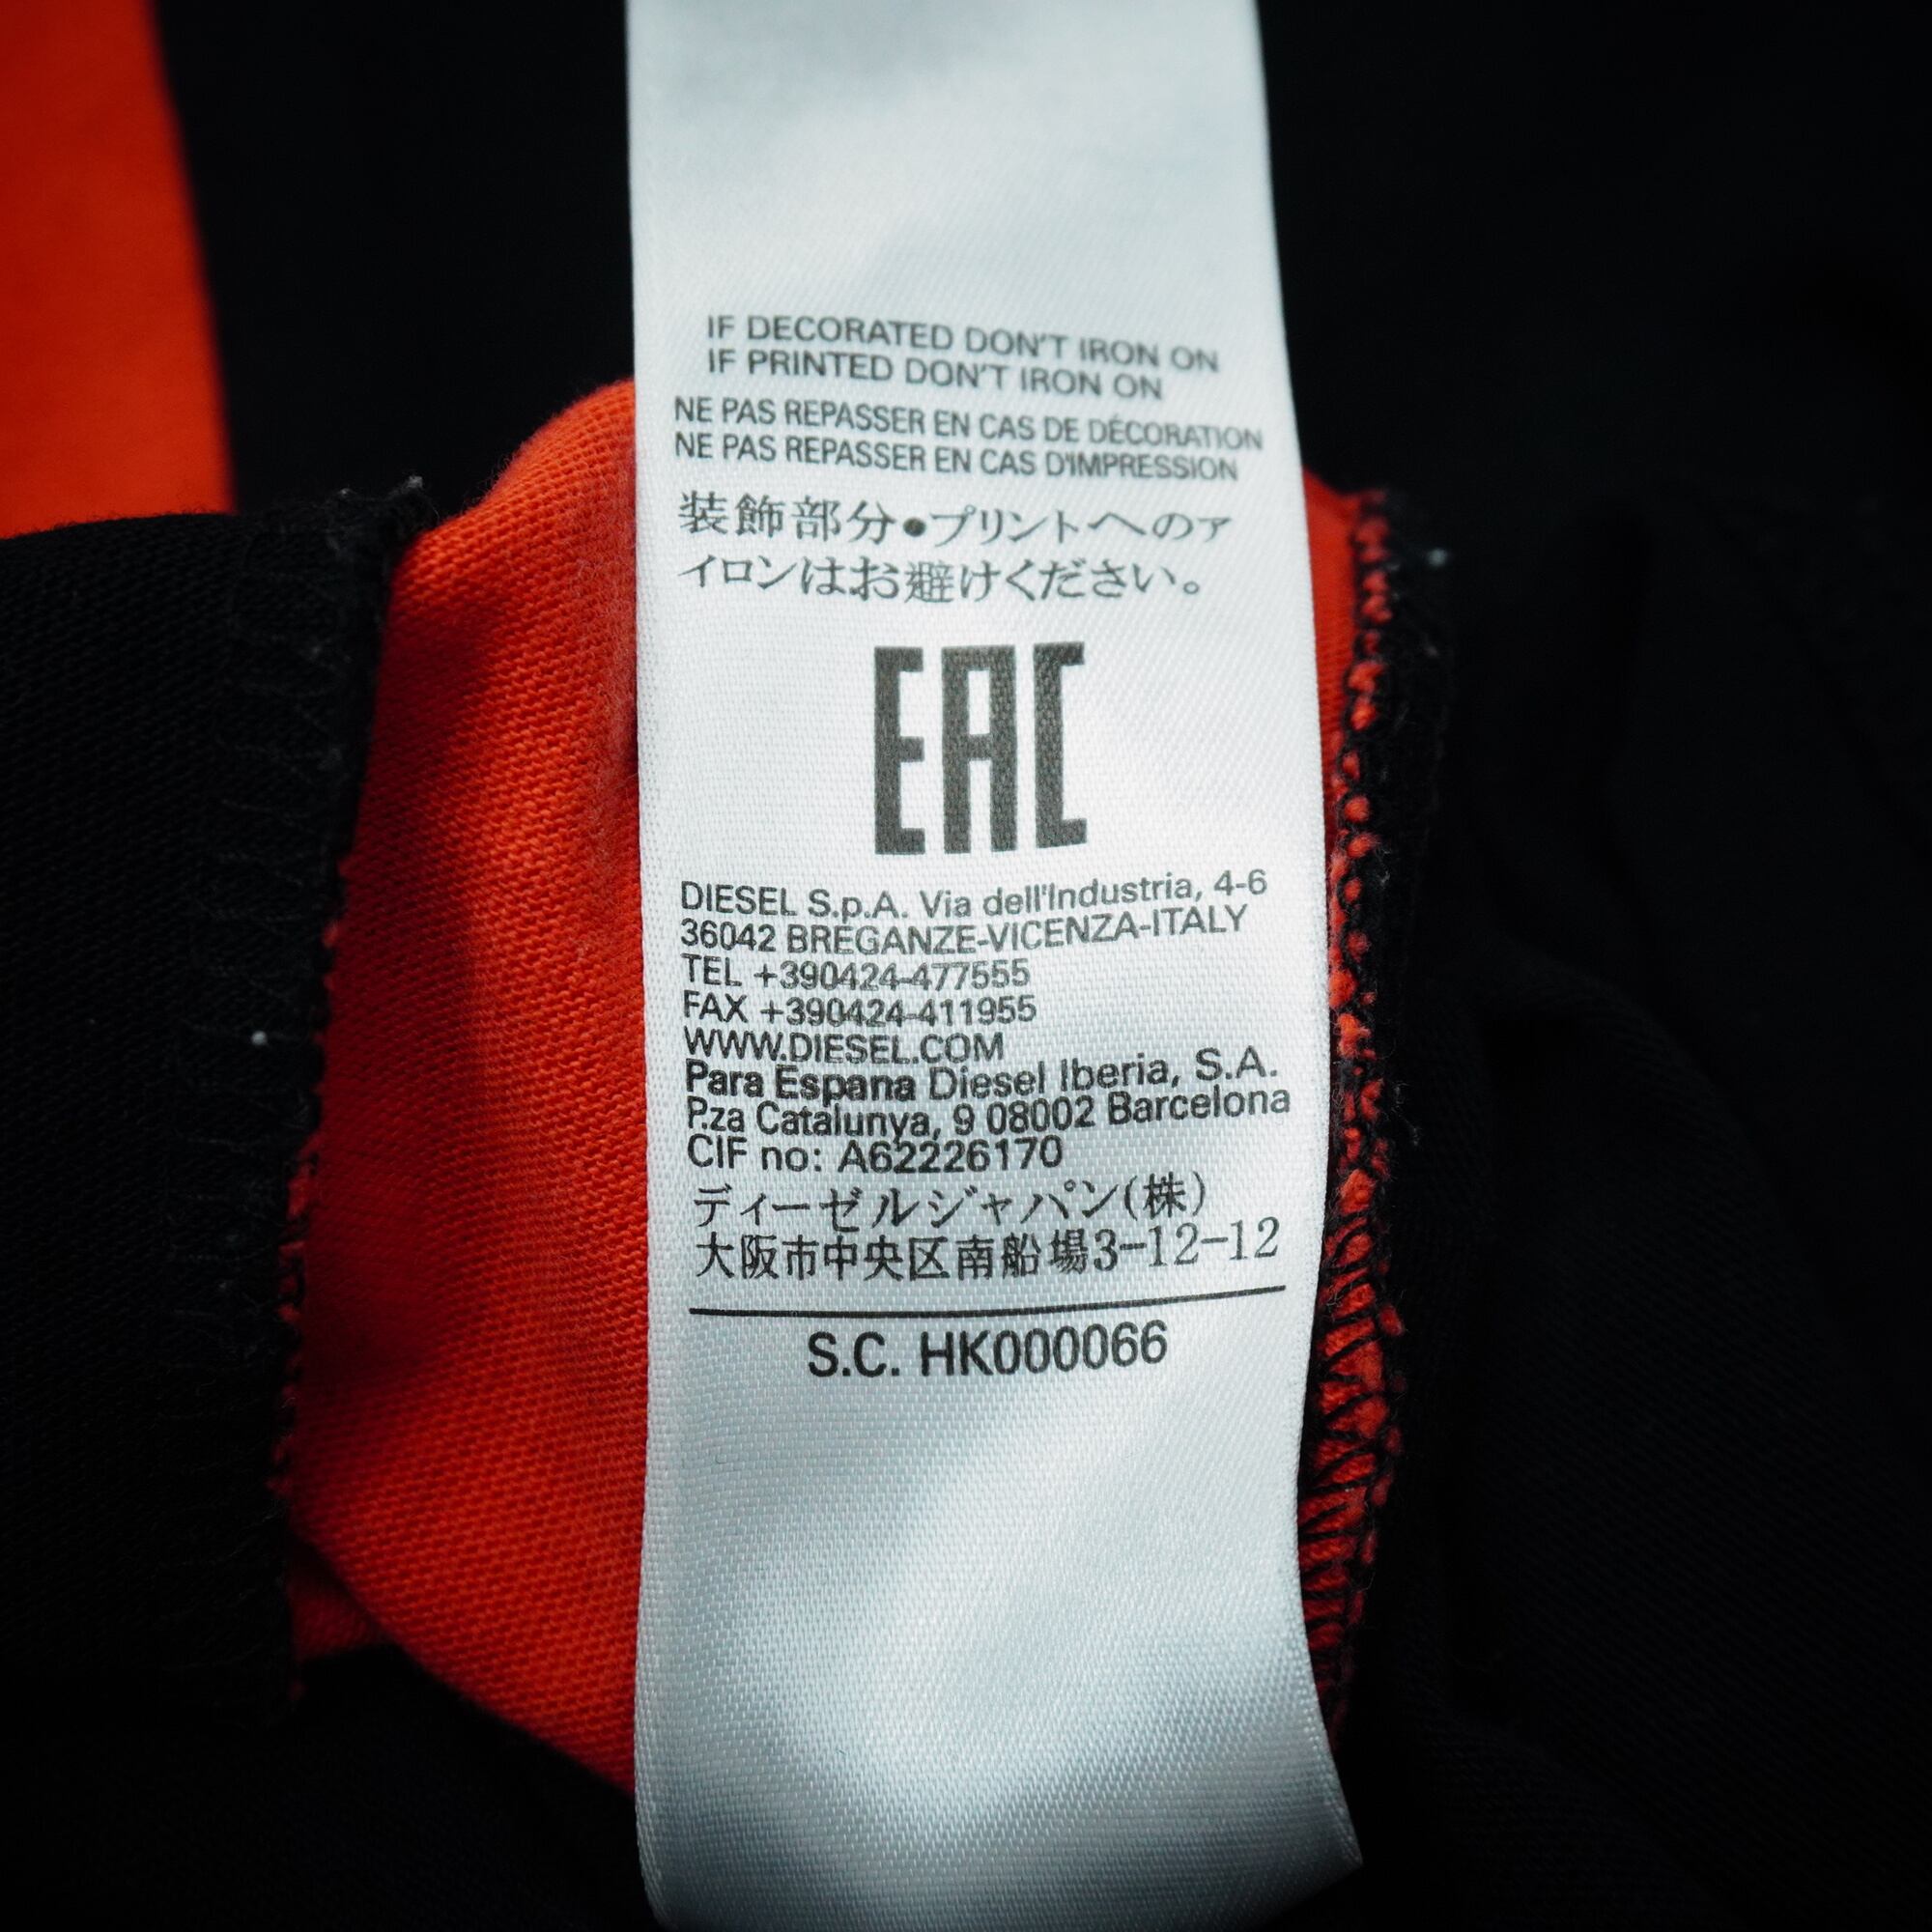 IF DECORATED DON'T IRON ON
IF PRINTED DON'T IRON ON
NE PAS REPASSER EN CAS DE DÉCORATION
NE PAS REPASSER EN CAS D'IMPRESSION
装飾部分●プリントへのア
イロンはお避けください。
EAC
DIESEL S.p.A. Via dell'Industria, 4-6
36042 BREGANZE-VICENZA-ITALY
TEL +390424-477555
FAX +390424-411955
WWW.DIESEL.COM
Para Espana Diesel Iberia, S.A.
P.za Catalunya, 9 08002 Barcelona
CIF no: A62226170
ディーゼルジャパン(株)
大阪市中央区南船場3-12-12
S.C. HK000066